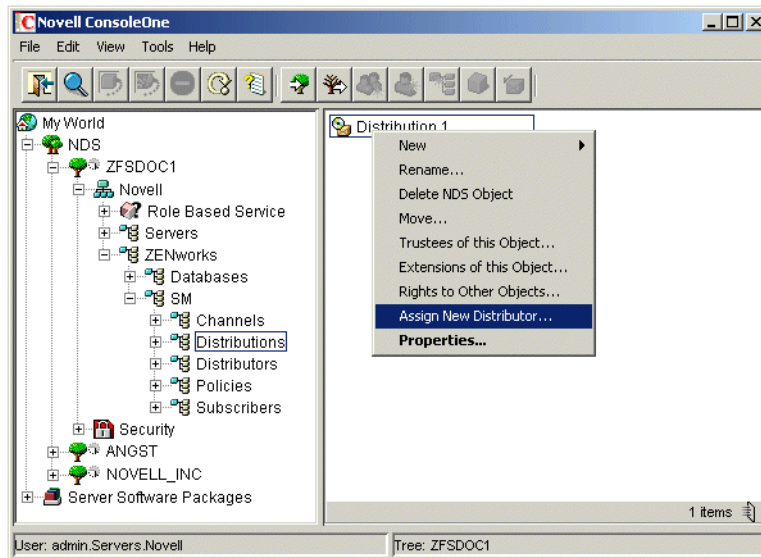 Novell ConsoleOne
File Edit View Tools Help
My World
NDS
ZFSDOC1
Novell
Role Based Service
Servers
ZENworks
Databases
SM
Channels
Distributions
Distributors
Policies
Subscribers
Security
ANGST
NOVELL_INC
Server Software Packages
Distribution 1
New
Rename...
Delete NDS Object
Move...
Trustees of this Object...
Extensions of this Object...
Rights to Other Objects...
Assign New Distributor...
Properties...
1 items
User: admin.Servers.Novell
Tree: ZFSDOC1